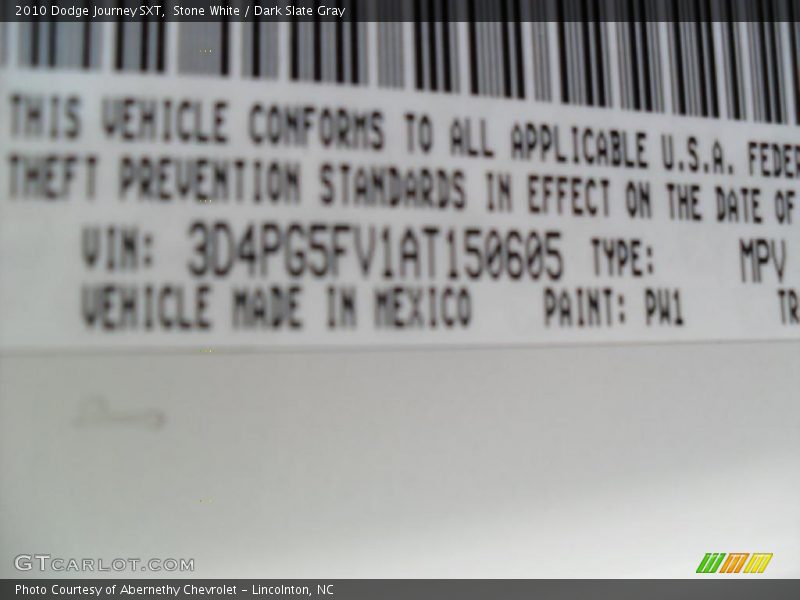 2010 Dodge Journey SXT, Stone White / Dark Slate Gray
THIS VEHICLE CONFORMS TO ALL APPLICABLE U.S.A. FEDER
THEFT PREVENTION STANDARDS IN EFFECT ON THE DATE OF
VIN: 3D4PG5FV1AT150605 TYPE: MPV
VEHICLE MADE IN MEXICO PAINT: PW1 TR
GTCARLOT.COM
Photo Courtesy of Abernethy Chevrolet – Lincolnton, NC